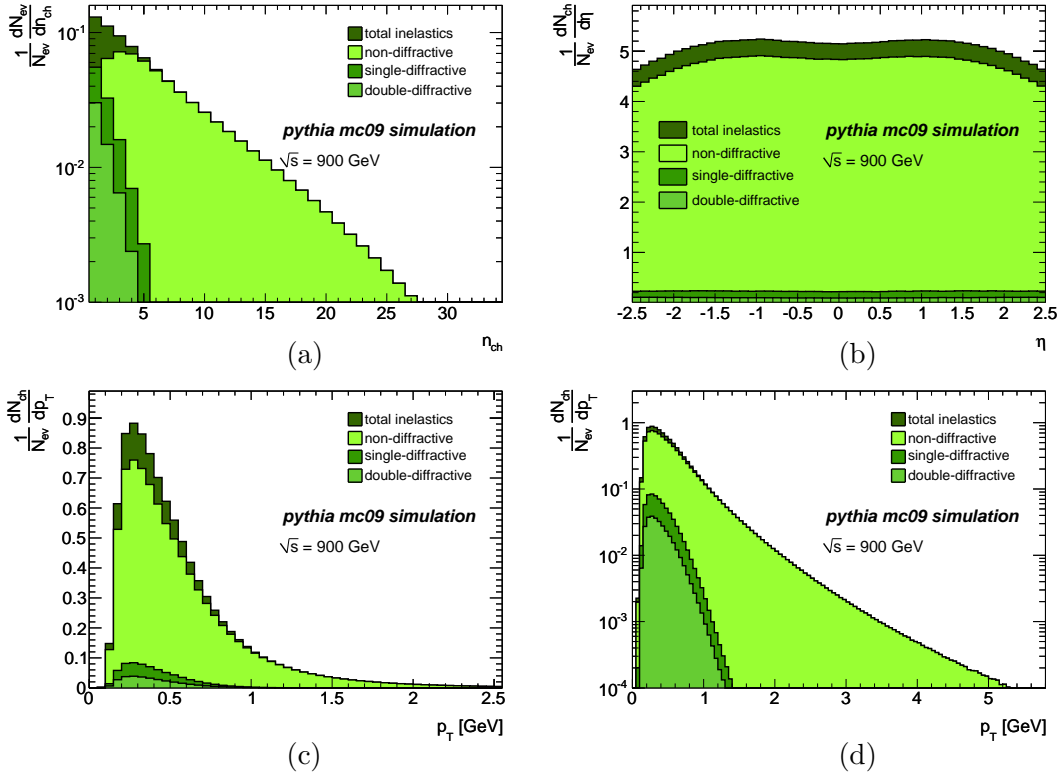 1/N_ev dN_ev/dn_ch
10^-1
10^-2
10^-3
total inelastics
non-diffractive
single-diffractive
double-diffractive
pythia mc09 simulation
√s = 900 GeV
5 10 15 20 25 30
n_ch
(a)
1/N_ev dN_ch/dη
5
4
3
2
1
total inelastics
non-diffractive
single-diffractive
double-diffractive
pythia mc09 simulation
√s = 900 GeV
-2.5 -2 -1.5 -1 -0.5 0 0.5 1 1.5 2 2.5
η
(b)
1/N_ev dN_ch/dp_T
0.9
0.8
0.7
0.6
0.5
0.4
0.3
0.2
0.1
0
total inelastics
non-diffractive
single-diffractive
double-diffractive
pythia mc09 simulation
√s = 900 GeV
0 0.5 1 1.5 2 2.5
p_T [GeV]
(c)
1/N_ev dN_ch/dp_T
1
10^-1
10^-2
10^-3
10^-4
total inelastics
non-diffractive
single-diffractive
double-diffractive
pythia mc09 simulation
√s = 900 GeV
0 1 2 3 4 5
p_T [GeV]
(d)